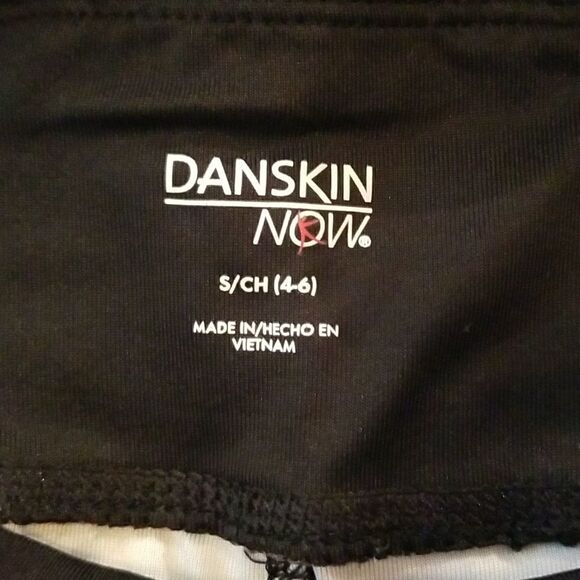 DANSKIN
NOW®
S/CH (4-6)
MADE IN/HECHO EN
VIETNAM